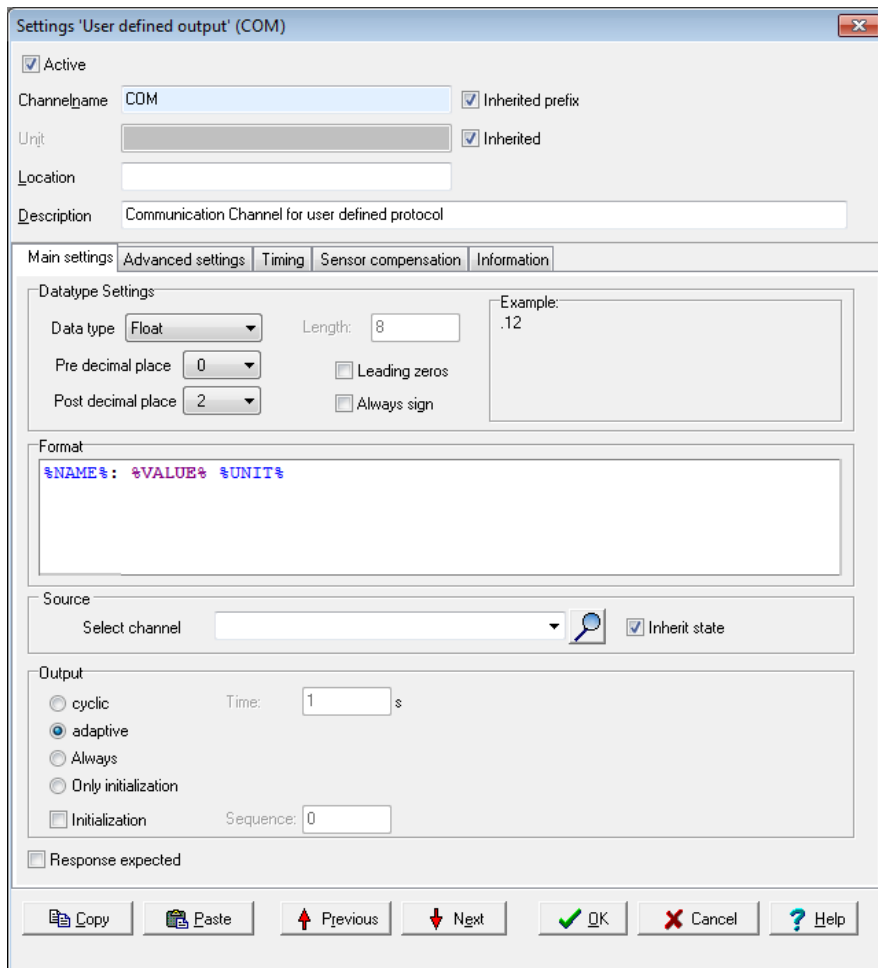 Settings 'User defined output' (COM)
Active
Channelname COM Inherited prefix
Unit Inherited
Location
Description Communication Channel for user defined protocol
Main settings Advanced settings Timing Sensor compensation Information
Datatype Settings
Example:
.12
Data type Float Length: 8
Pre decimal place 0 Leading zeros
Post decimal place 2 Always sign
Format
%NAME%: %VALUE% %UNIT%
Source
Select channel Inherit state
Output
cyclic Time: 1 s
adaptive
Always
Only initialization
Initialization Sequence: 0
Response expected
Copy Paste Previous Next OK Cancel Help